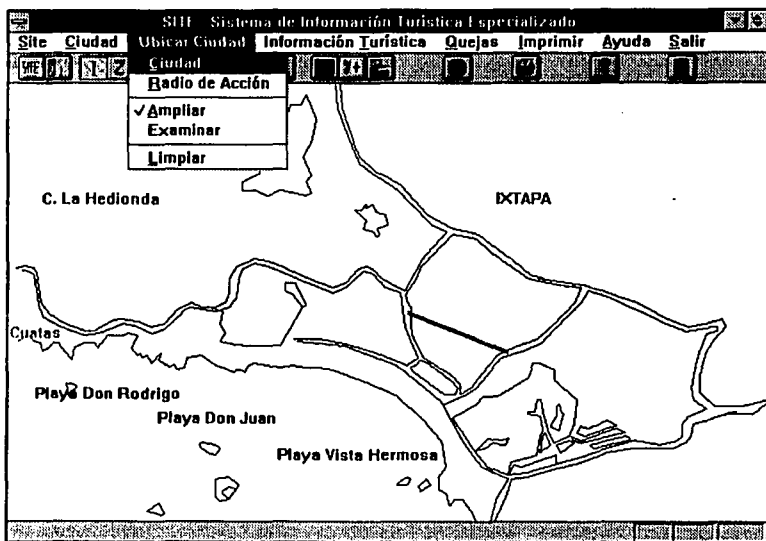 SITE - Sistema de Información Turística Especializado
Site Ciudad Ubicar Ciudad Información Turística Quejas Imprimir Ayuda Salir
Ciudad
Radio de Acción
✓Ampliar
Examinar
Limpiar
C. La Hedionda
IXTAPA
Cuatas
Playa Don Rodrigo
Playa Don Juan
Playa Vista Hermosa